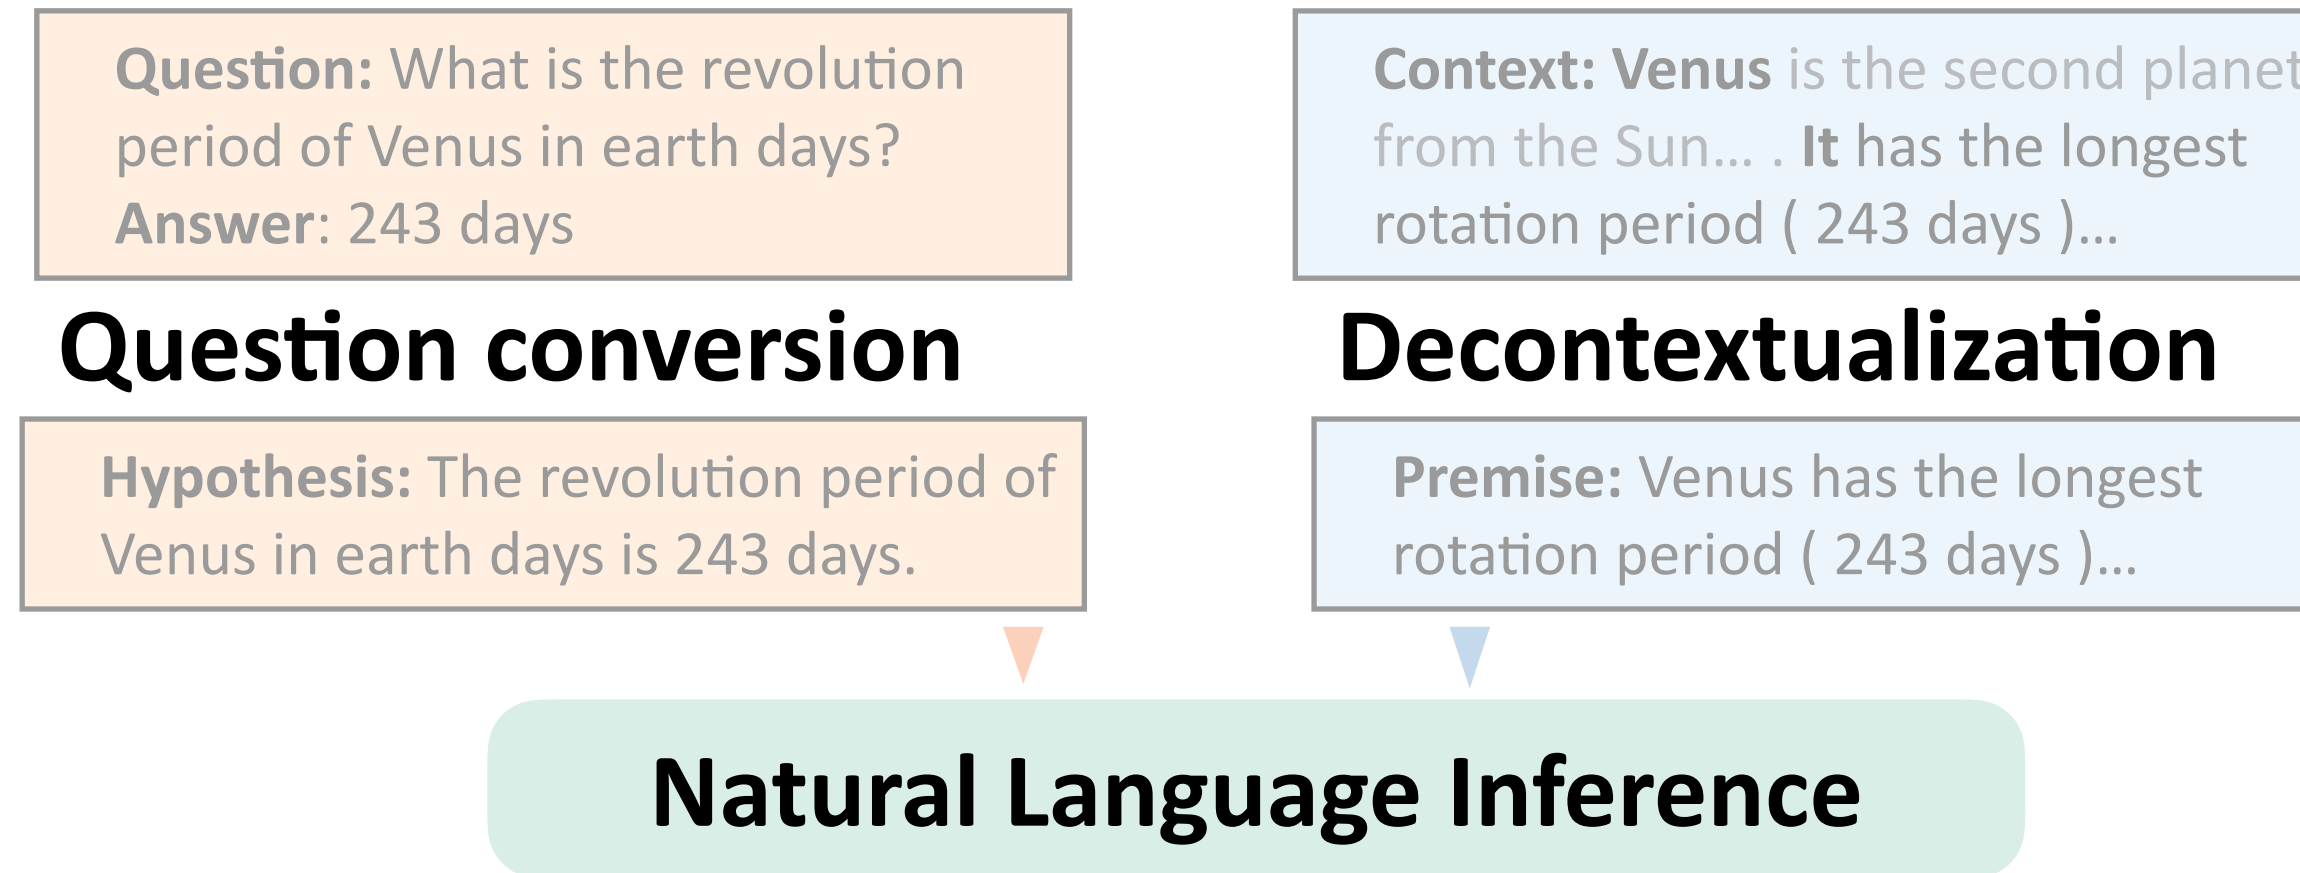 Question: What is the revolution
period of Venus in earth days?
Answer: 243 days
Context: Venus is the second planet
from the Sun... . It has the longest
rotation period ( 243 days )...
Question conversion
Decontextualization
Hypothesis: The revolution period of
Venus in earth days is 243 days.
Premise: Venus has the longest
rotation period ( 243 days )...
Natural Language Inference